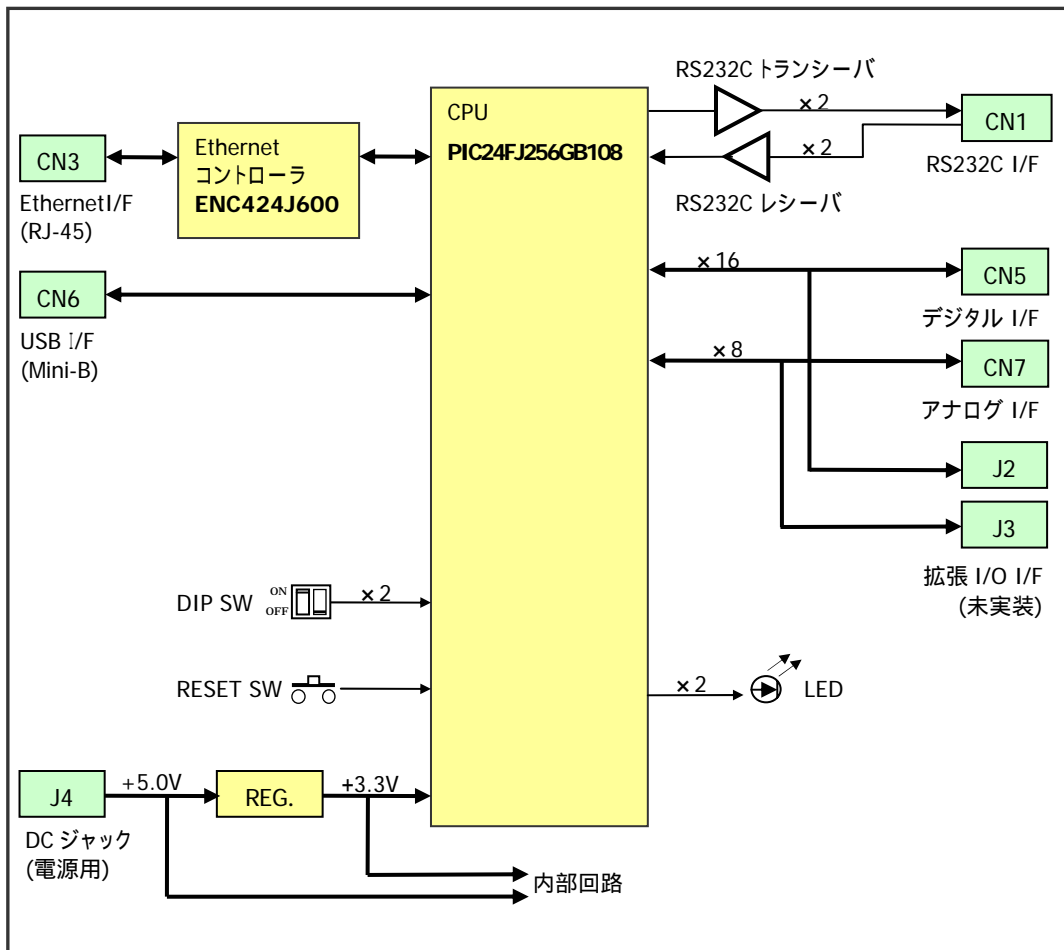 RS232C トランシーバ
×2
CN1
RS232C I/F
×2
RS232C レシーバ
CPU
PIC24FJ256GB108
CN3
EthernetI/F
(RJ-45)
Ethernet
コントローラ
ENC424J600
CN6
USB I/F
(Mini-B)
×16
CN5
デジタル I/F
×8
CN7
アナログ I/F
J2
J3
拡張 I/O I/F
(未実装)
DIP SW
ON
OFF
×2
RESET SW
×2
LED
J4
+5.0V
REG.
+3.3V
DC ジャック
(電源用)
内部回路